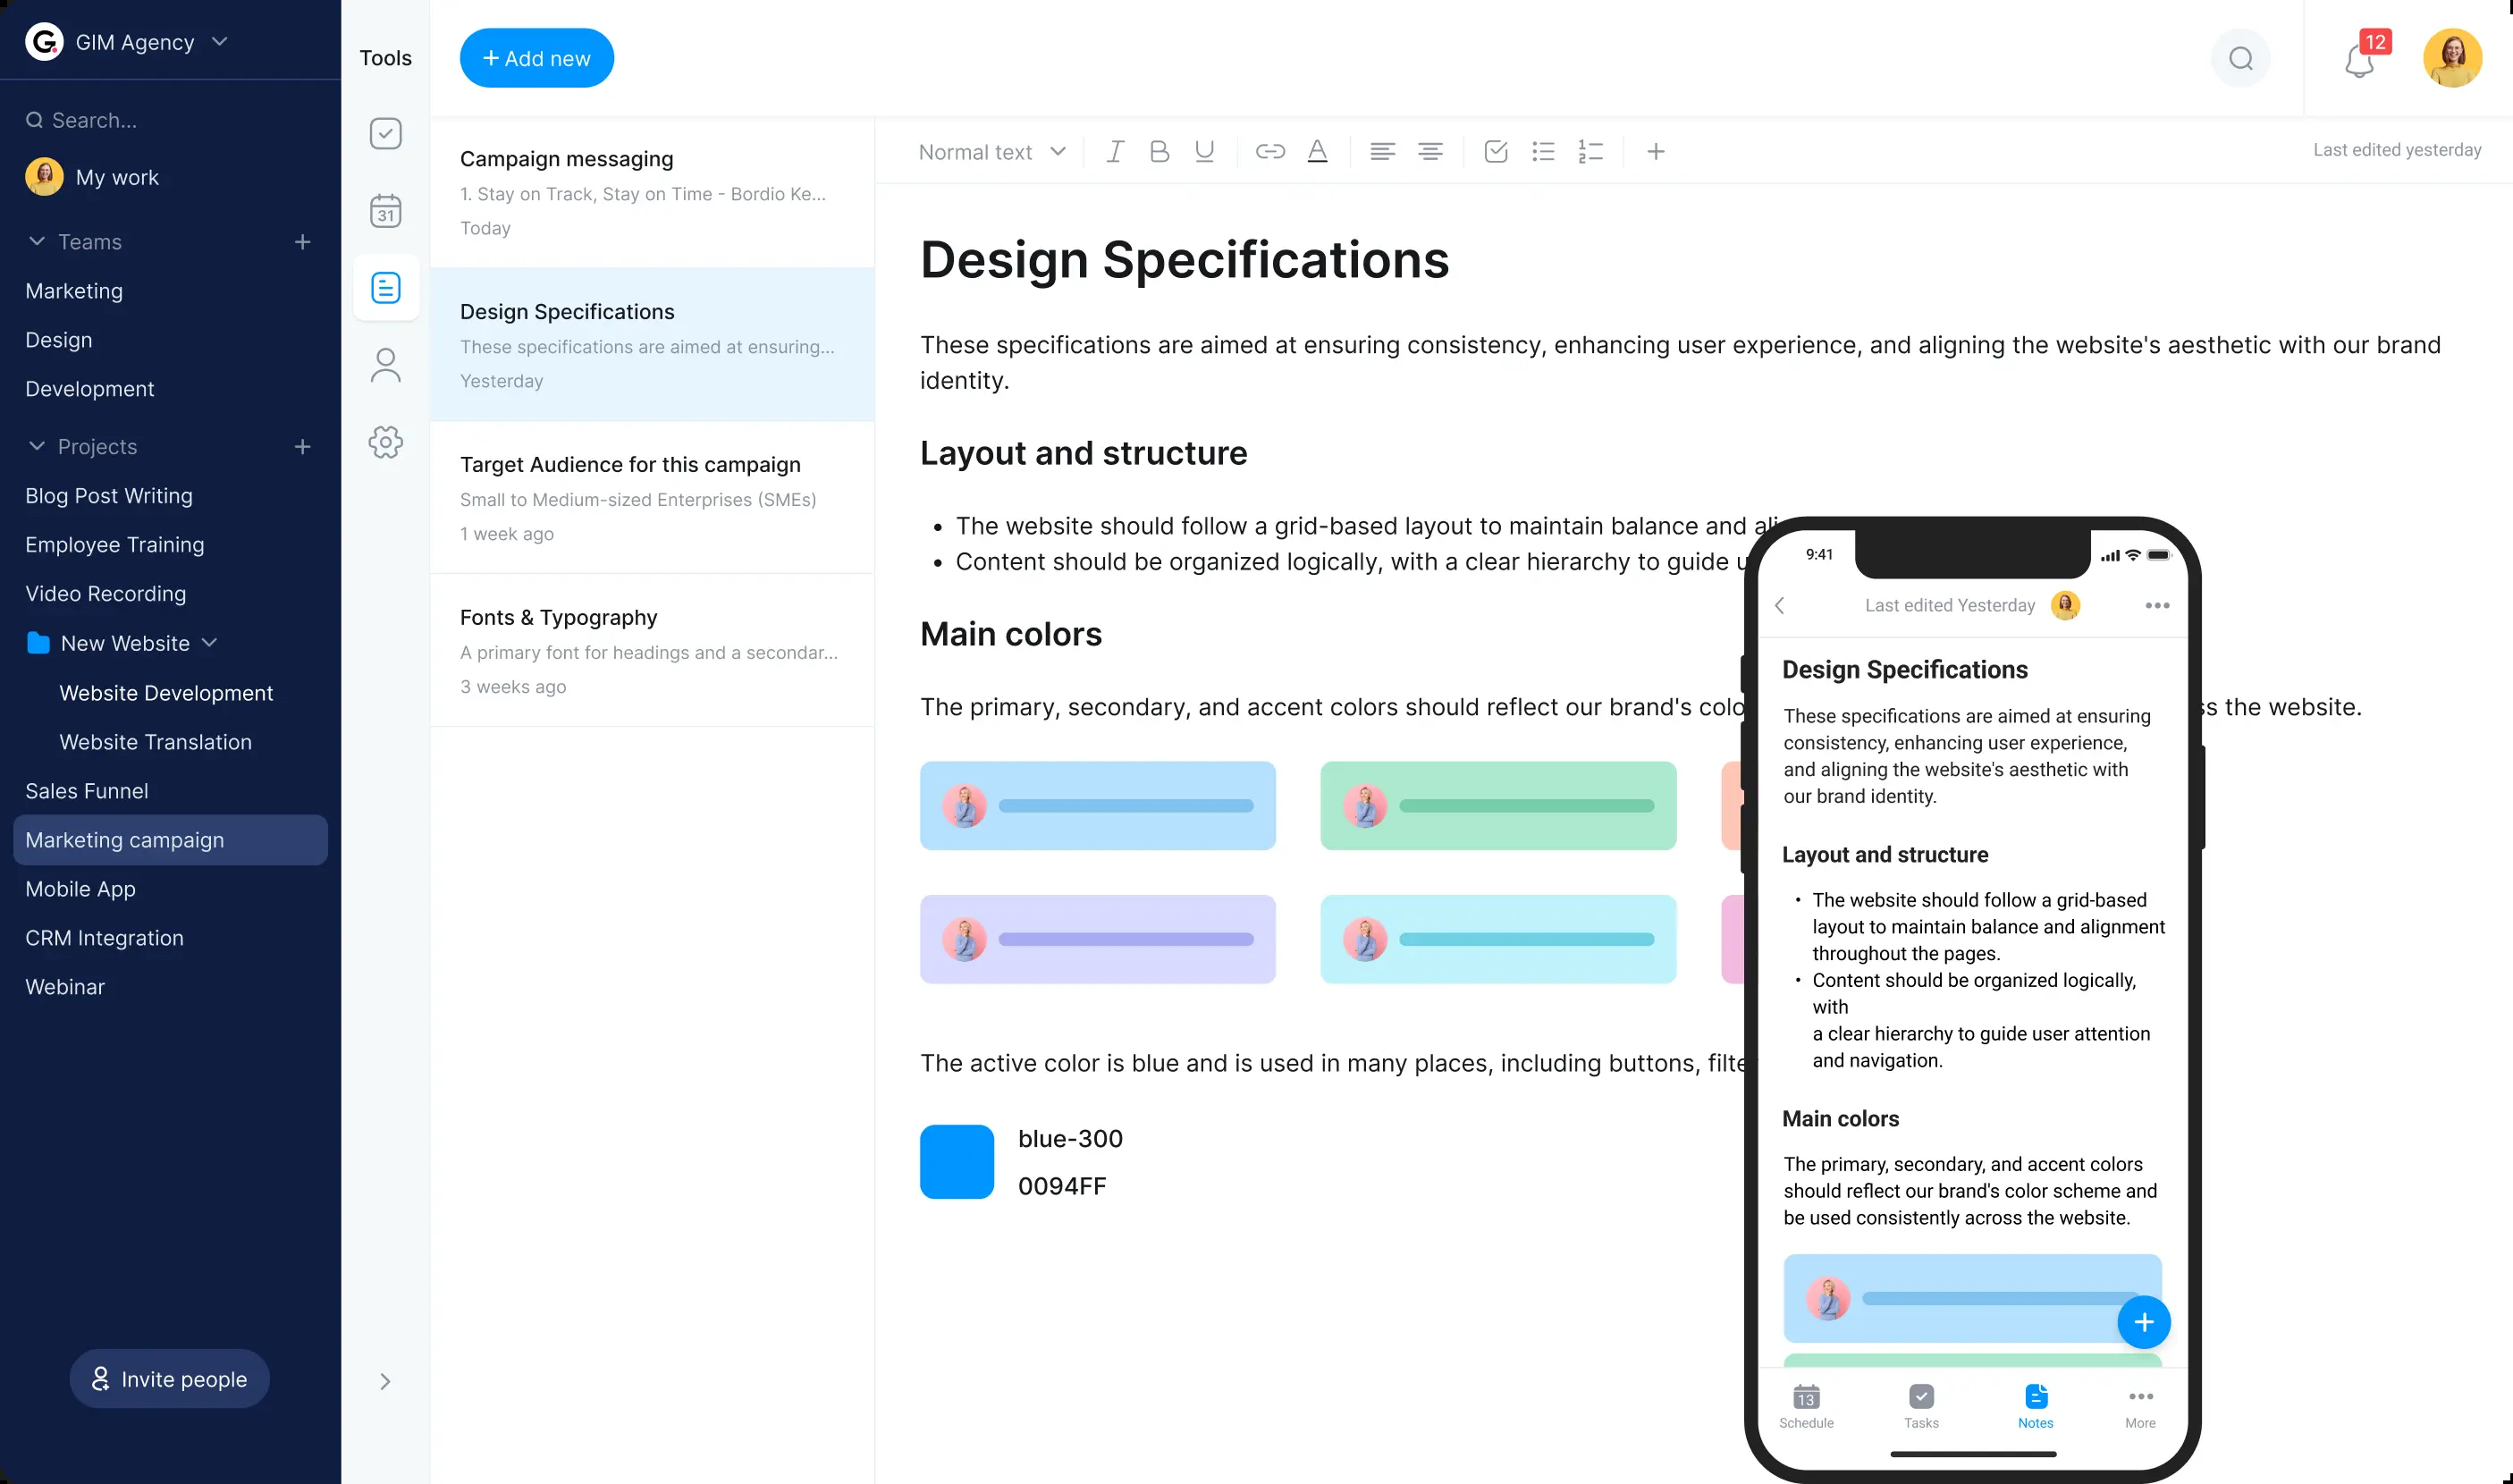 GIM Agency
Search...
My work
Teams
Marketing
Design
Development
Projects
Blog Post Writing
Employee Training
Video Recording
New Website
Website Development
Website Translation
Sales Funnel
Marketing campaign
Mobile App
CRM Integration
Webinar
Invite people
Tools
31
+ Add new
12
Campaign messaging
1. Stay on Track, Stay on Time - Bordio Ke...
Today
Design Specifications
These specifications are aimed at ensuring...
Yesterday
Target Audience for this campaign
Small to Medium-sized Enterprises (SMEs)
1 week ago
Fonts & Typography
A primary font for headings and a secondar...
3 weeks ago
Normal text
Last edited yesterday
Design Specifications
These specifications are aimed at ensuring consistency, enhancing user experience, and aligning the website's aesthetic with our brand
identity.
Layout and structure
• The website should follow a grid-based layout to maintain balance and
• Content should be organized logically, with a clear hierarchy to guide
Main colors
The primary, secondary, and accent colors should reflect our brand's the website.
The active color is blue and is used in many places, including buttons,
blue-300
0094FF
9:41
Last edited Yesterday
Design Specifications
These specifications are aimed at ensuring
consistency, enhancing user experience,
and aligning the website's aesthetic with
our brand identity.
Layout and structure
• The website should follow a grid-based
layout to maintain balance and alignment
throughout the pages.
• Content should be organized logically,
with
a clear hierarchy to guide user attention
and navigation.
Main colors
The primary, secondary, and accent colors
should reflect our brand's color scheme and
be used consistently across the website.
13
Schedule
Tasks
Notes
More